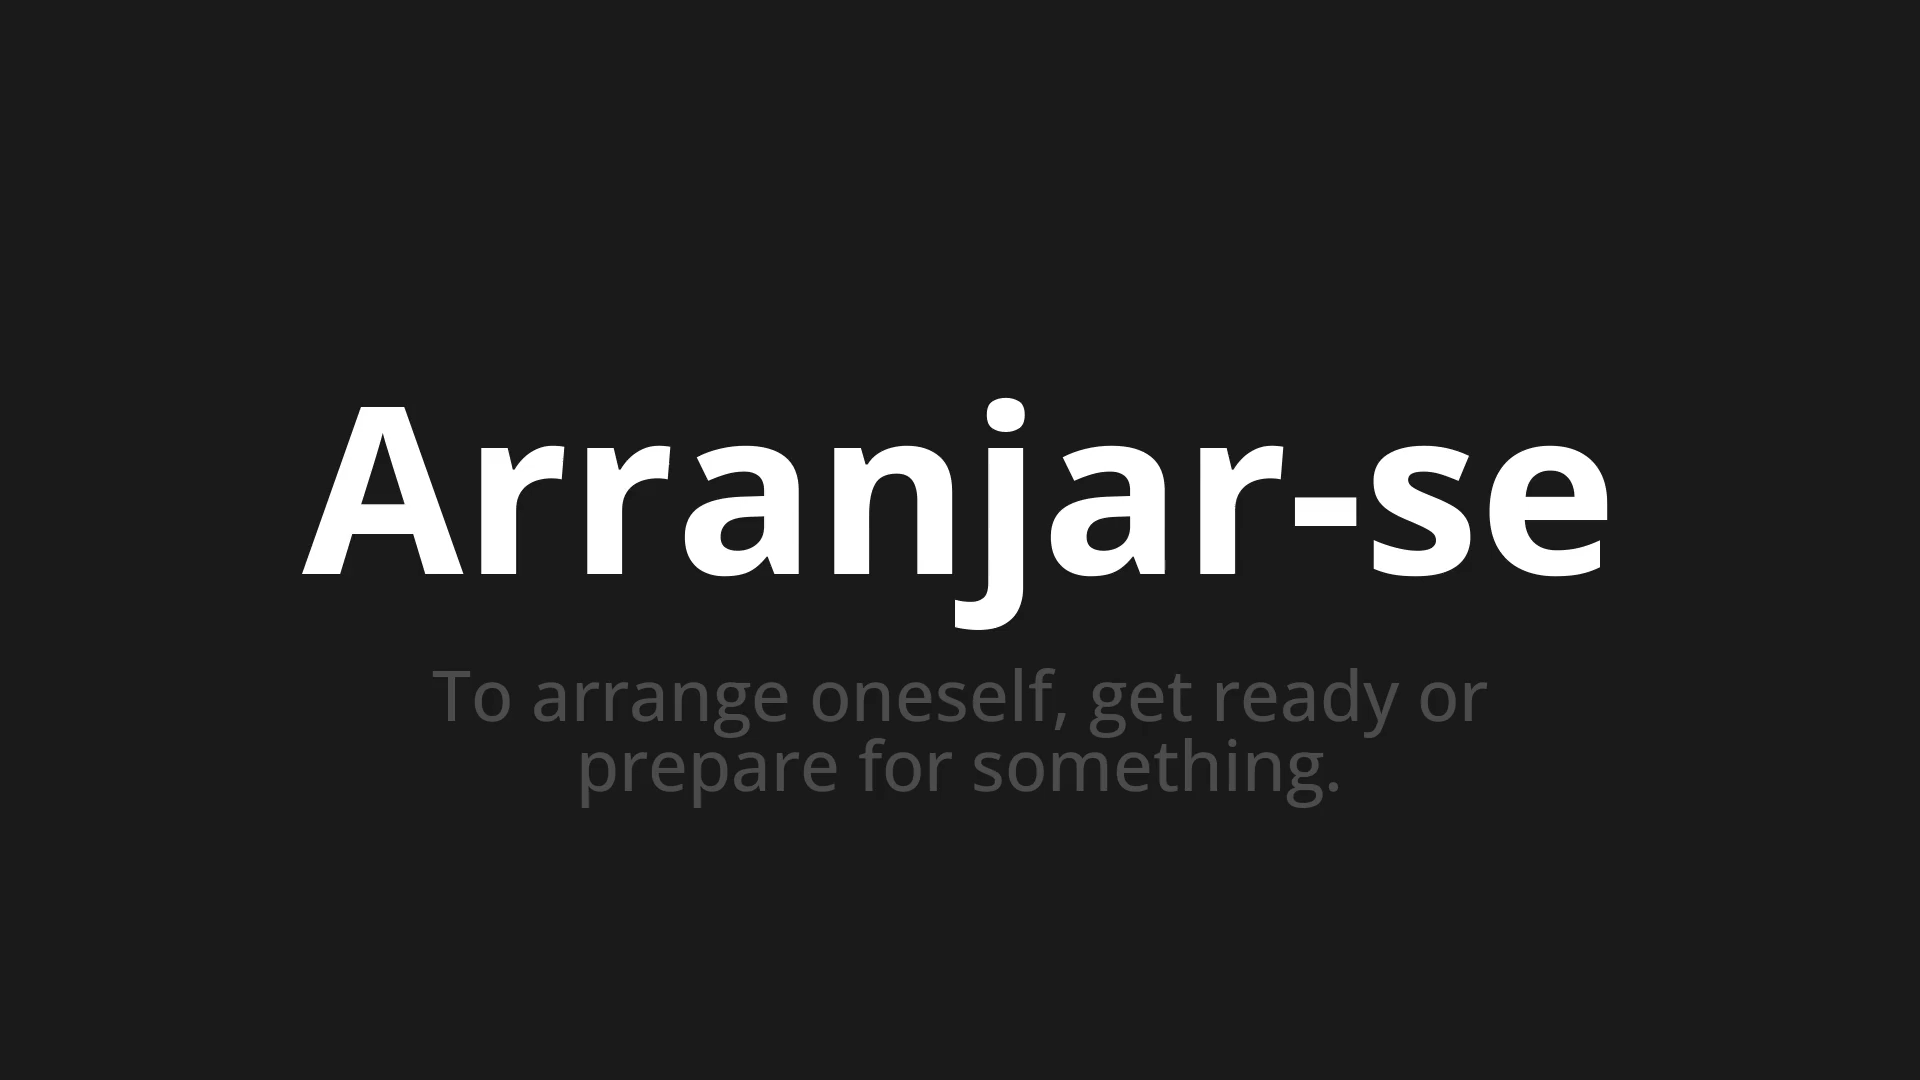 Arranjar-se
To arrange oneself, get ready or
prepare for something.